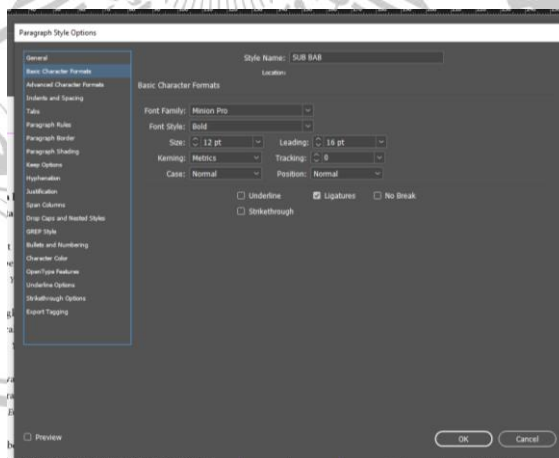 Paragraph Style Options
General
Basic Character Formats
Advanced Character Formats
Indents and Spacing
Tabs
Paragraph Rules
Paragraph Border
Paragraph Shading
Keep Options
Hyphenation
Justification
Span Columns
Drop Caps and Nested Styles
GREP Style
Bullets and Numbering
Character Color
OpenType Features
Underline Options
Strikethrough Options
Export Tagging
Style Name: SUB BAB
Location:
Basic Character Formats
Font Family: Minion Pro
Font Style: Bold
Size: 12 pt Leading: 16 pt
Kerning: Metrics Tracking: 0
Case: Normal Position: Normal
Underline Ligatures No Break
Strikethrough
Preview
OK Cancel